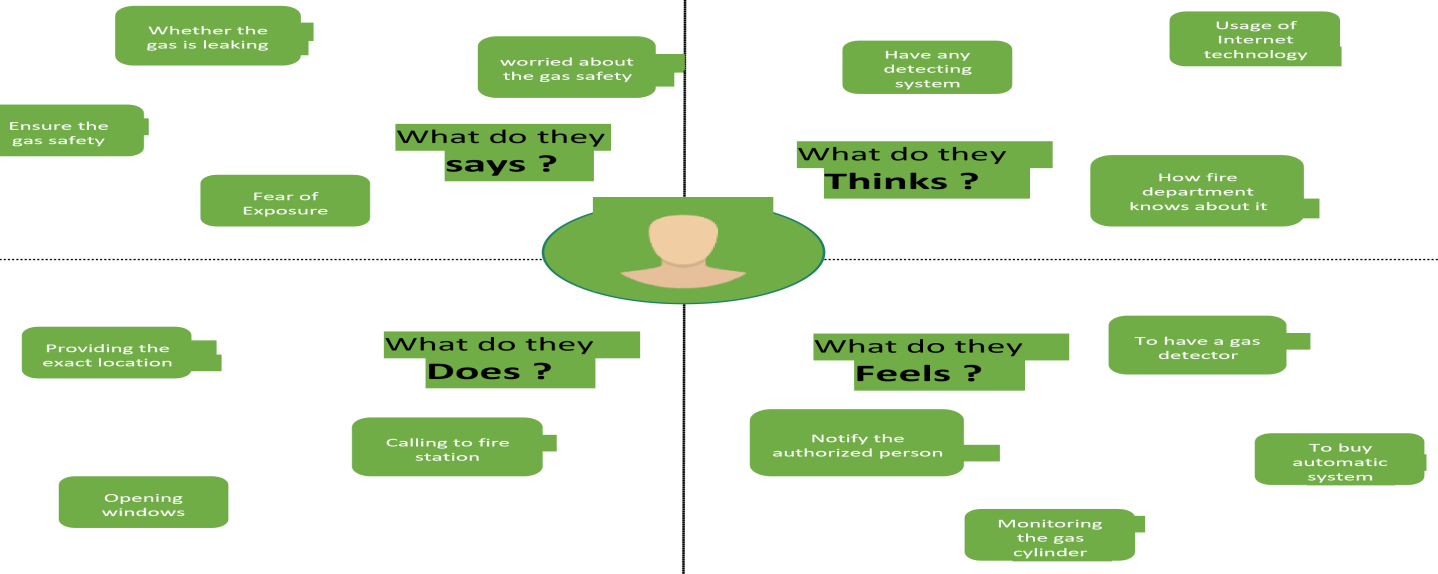 Whether the
gas is leaking
worried about
the gas safety
Ensure the
gas safety
What do they
says ?
Fear of
Exposure
Have any
detecting
system
Usage of
Internet
technology
What do they
Thinks ?
How fire
department
knows about it
Providing the
exact location
What do they
Does ?
Calling to fire
station
Opening
windows
What do they
Feels ?
To have a gas
detector
Notify the
authorized person
To buy
automatic
system
Monitoring
the gas
cylinder